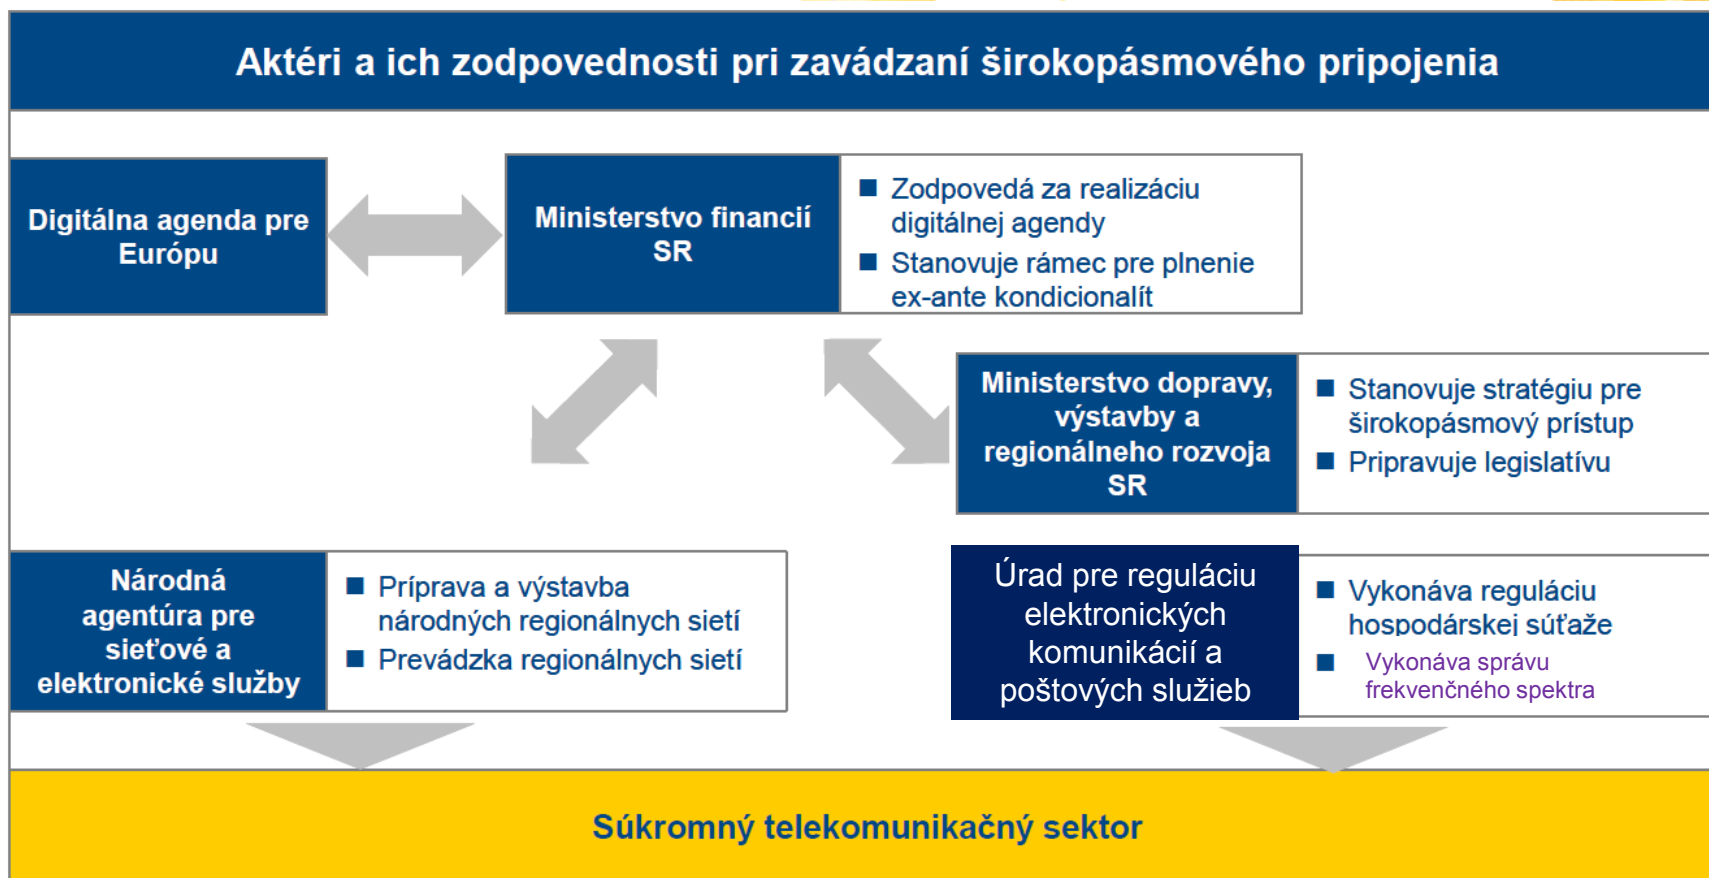 Aktéri a ich zodpovednosti pri zavádzaní širokopásmového pripojenia
Digitálna agenda pre
Európu
Ministerstvo financií
SR
Zodpovedá za realizáciu
digitálnej agendy
Stanovuje rámec pre plnenie
ex-ante kondicionalít
Ministerstvo dopravy,
výstavby a
regionálneho rozvoja
SR
Stanovuje stratégiu pre
širokopásmový prístup
Pripravuje legislatívu
Národná
agentúra pre
sieťové a
elektronické služby
Príprava a výstavba
národných regionálnych sietí
Prevádzka regionálnych sietí
Úrad pre reguláciu
elektronických
komunikácií a
poštových služieb
Vykonáva reguláciu
hospodárskej súťaže
Vykonáva správu
frekvenčného spektra
Súkromný telekomunikačný sektor